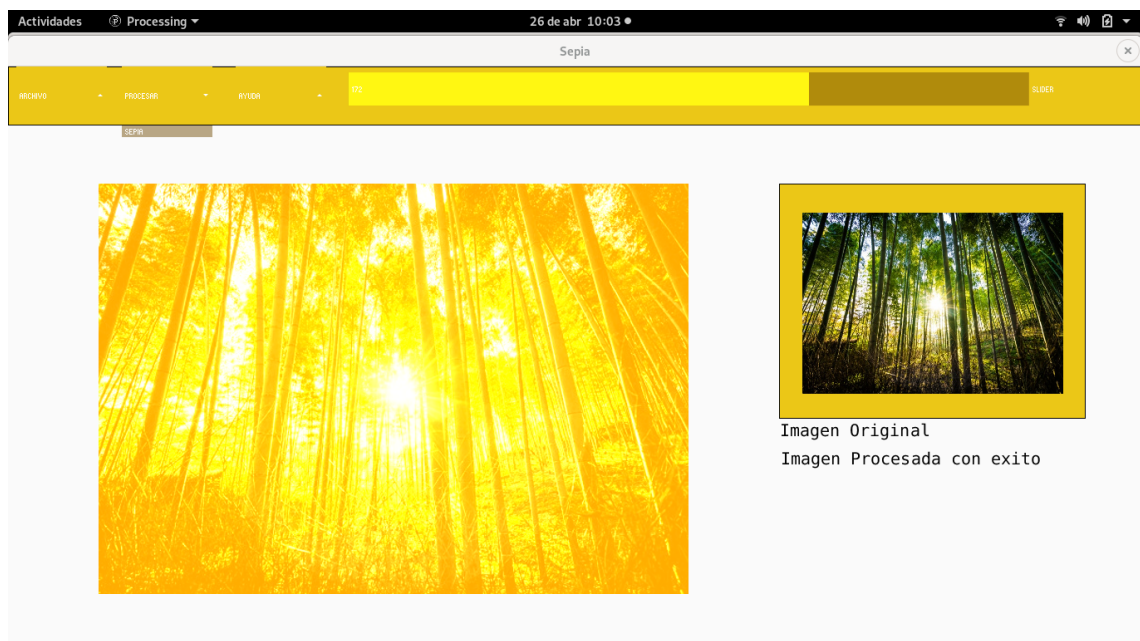 Actividades Processing 26 de abr 10:03
Sepia
ARCHIVO PROCESAR AYUDA 172 SLIDER
SEPIA
Imagen Original
Imagen Procesada con exito